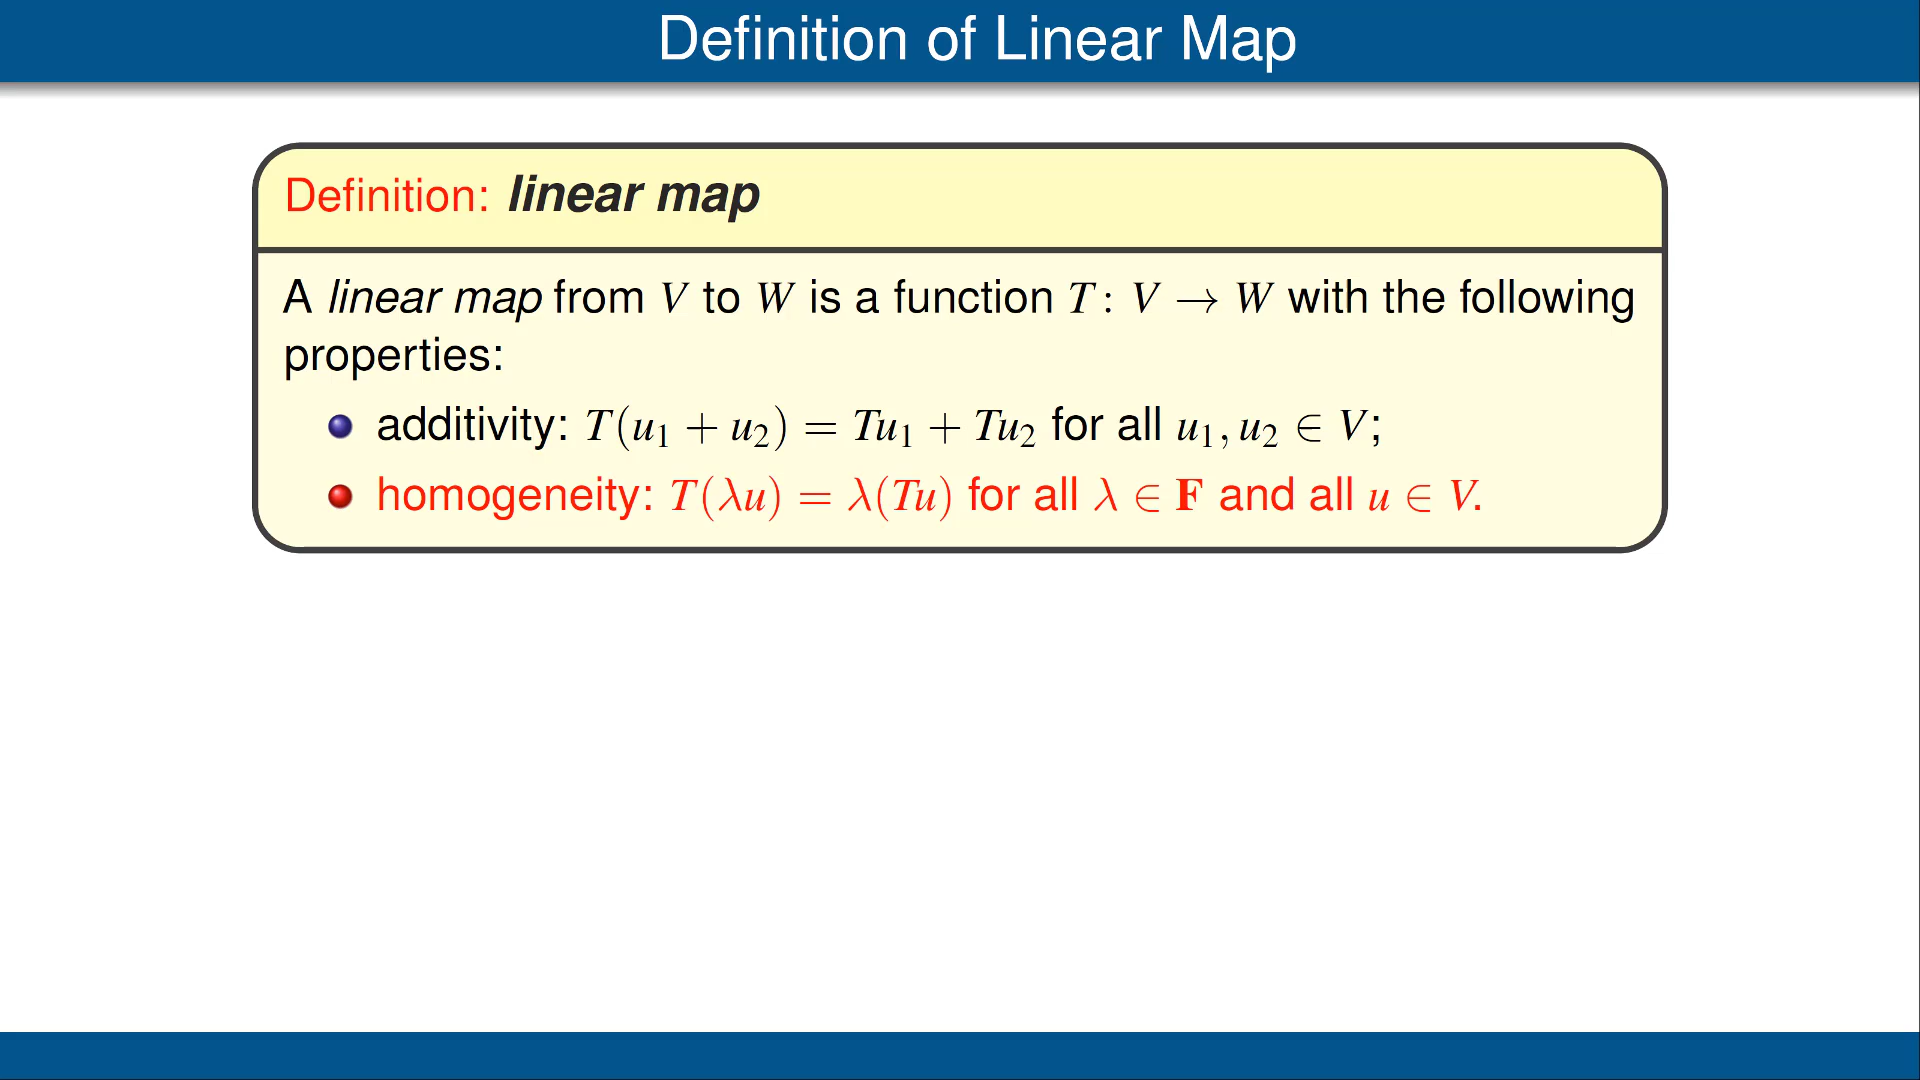 Definition of Linear Map
Definition: linear map
A linear map from V to W is a function T: V → W with the following
properties:
additivity: T(u₁ + u₂) = Tu₁ + Tu₂ for all u₁, u₂ ∈ V;
homogeneity: T(λu) = λ(Tu) for all λ ∈ F and all u ∈ V.